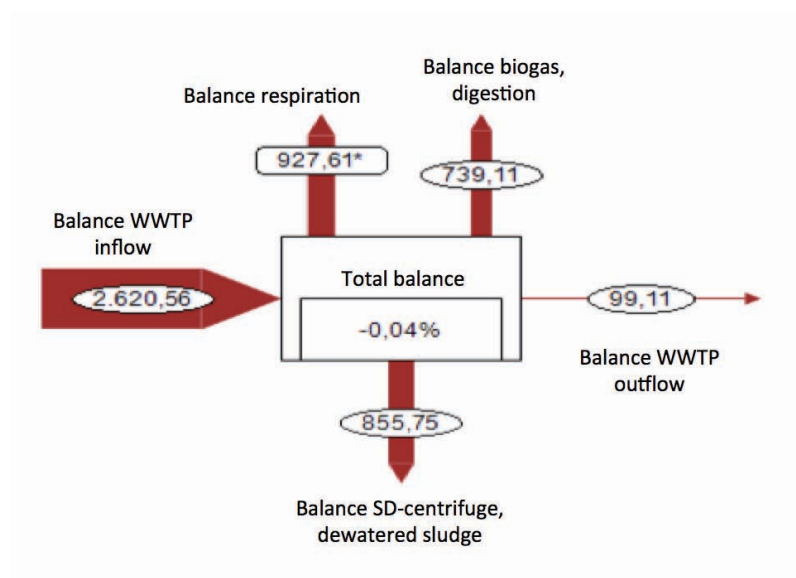 Balance biogas,
digestion
Balance respiration
927,61*
739,11
Balance WWTP
inflow
2.620,56
Total balance
-0,04%
99,11
Balance WWTP
outflow
855,75
Balance SD-centrifuge,
dewatered sludge